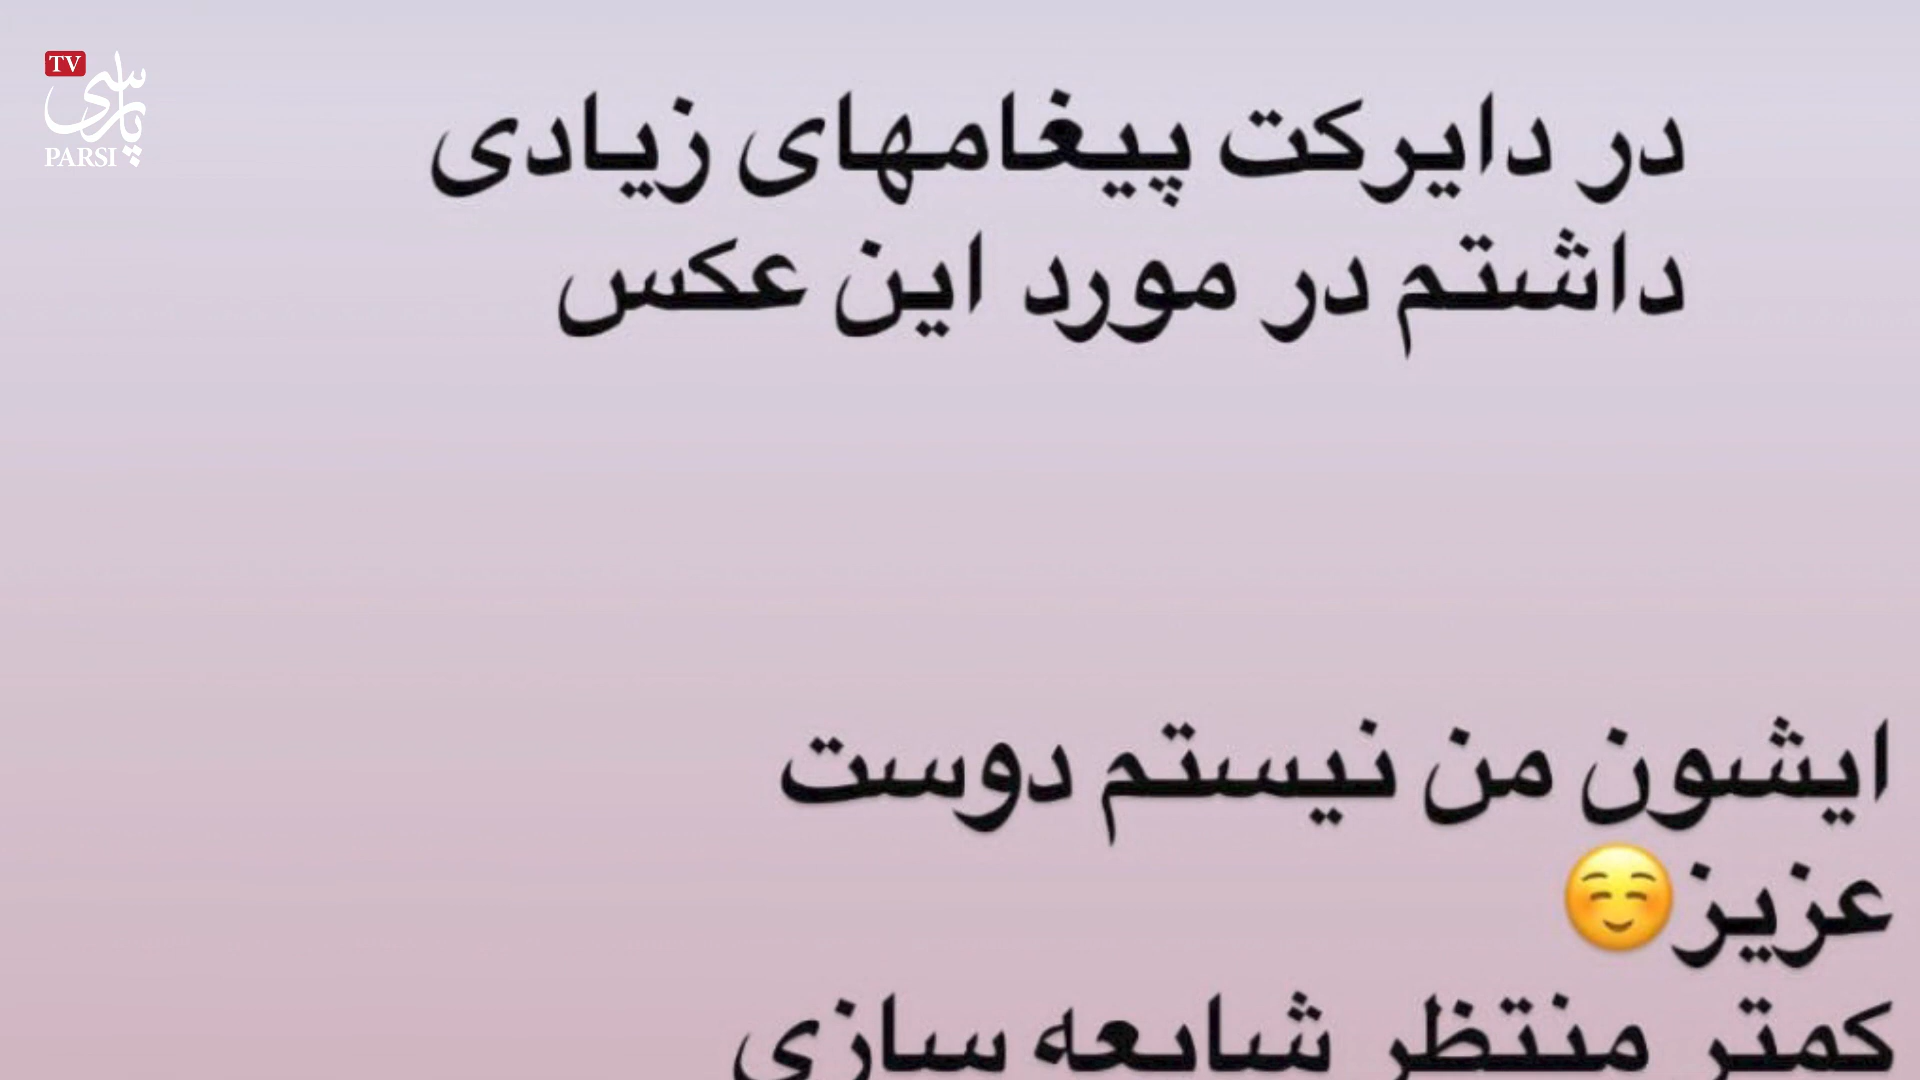 TV
پارسی
PARSI
در دایرکت پیغامهای زیادی
داشتم در مورد این عکس
ایشون من نیستم دوست
عزیز☺️
کمتر منتظر شایعه سازی